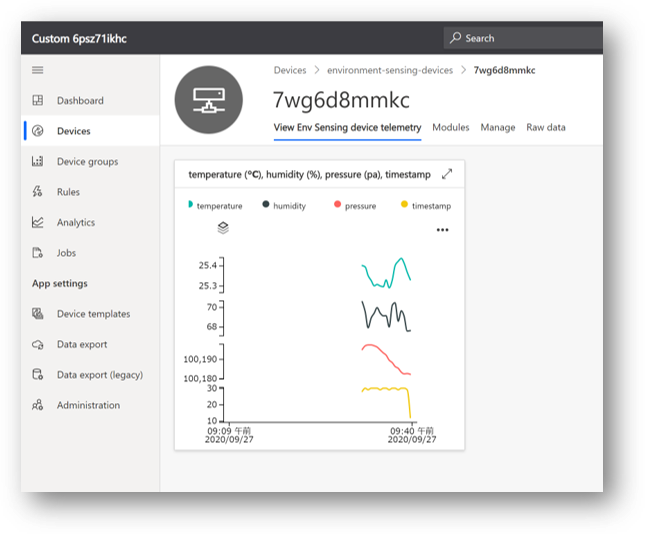 Custom 6psz71ikhc
Search
Dashboard
Devices
Device groups
Rules
Analytics
Jobs
App settings
Device templates
Data export
Data export (legacy)
Administration
Devices > environment-sensing-devices > 7wg6d8mmkc
7wg6d8mmkc
View Env Sensing device telemetry Modules Manage Raw data
temperature (ºC), humidity (%), pressure (pa), timestamp
temperature humidity pressure timestamp
25.4
25.3
70
68
100,190
100,180
30
20
10
09:09 午前 09:40 午前
2020/09/27 2020/09/27